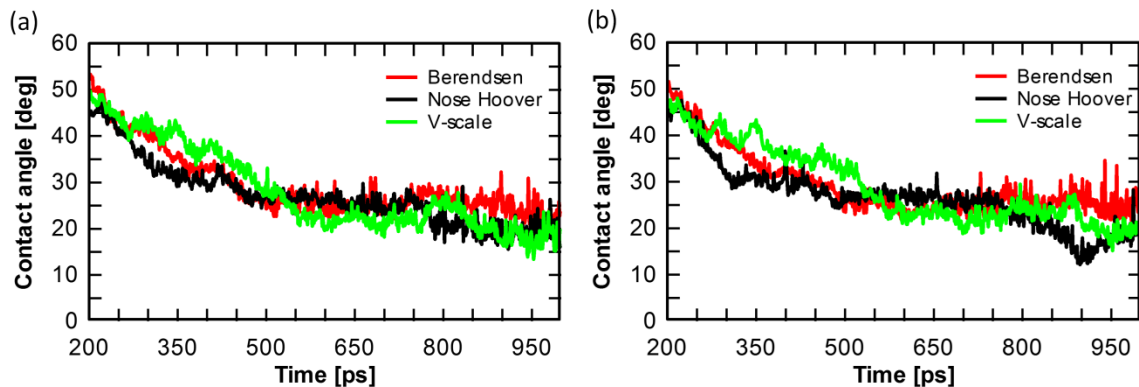 (a)
60
50
40
30
20
10
0
Contact angle [deg]
Berendsen
Nose Hoover
V-scale
200 350 500 650 800 950
Time [ps]
(b)
60
50
40
30
20
10
0
Contact angle [deg]
Berendsen
Nose Hoover
V-scale
200 350 500 650 800 950
Time [ps]